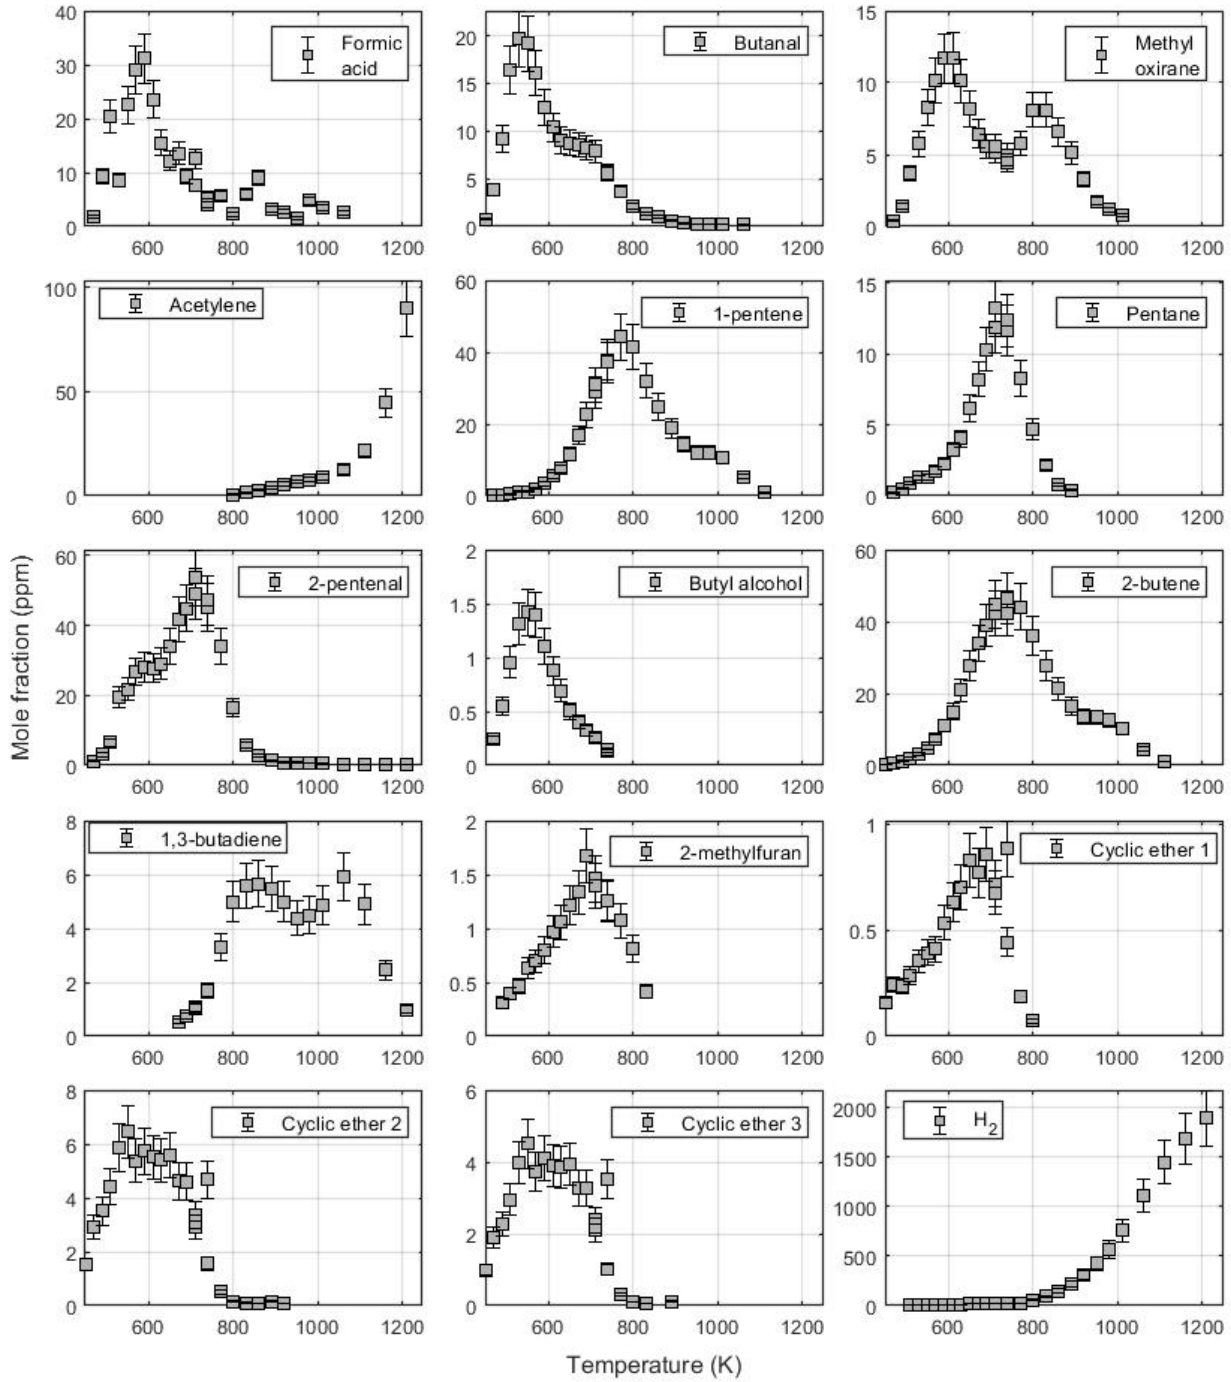 40
30
20
10
0
600 800 1000 1200
Formic
acid
20
15
10
5
0
600 800 1000 1200
Butanal
15
10
5
0
600 800 1000 1200
Methyl
oxirane
100
50
0
600 800 1000 1200
Acetylene
60
40
20
0
600 800 1000 1200
1-pentene
15
10
5
0
600 800 1000 1200
Pentane
60
40
20
0
600 800 1000 1200
2-pentenal
2
1.5
1
0.5
0
600 800 1000 1200
Butyl alcohol
60
40
20
0
600 800 1000 1200
2-butene
8
6
4
2
0
600 800 1000 1200
1,3-butadiene
2
1.5
1
0.5
0
600 800 1000 1200
2-methylfuran
1
0.5
0
600 800 1000 1200
Cyclic ether 1
8
6
4
2
0
600 800 1000 1200
Cyclic ether 2
6
4
2
0
600 800 1000 1200
Cyclic ether 3
2000
1500
1000
500
0
600 800 1000 1200
H2
Mole fraction (ppm)
Temperature (K)